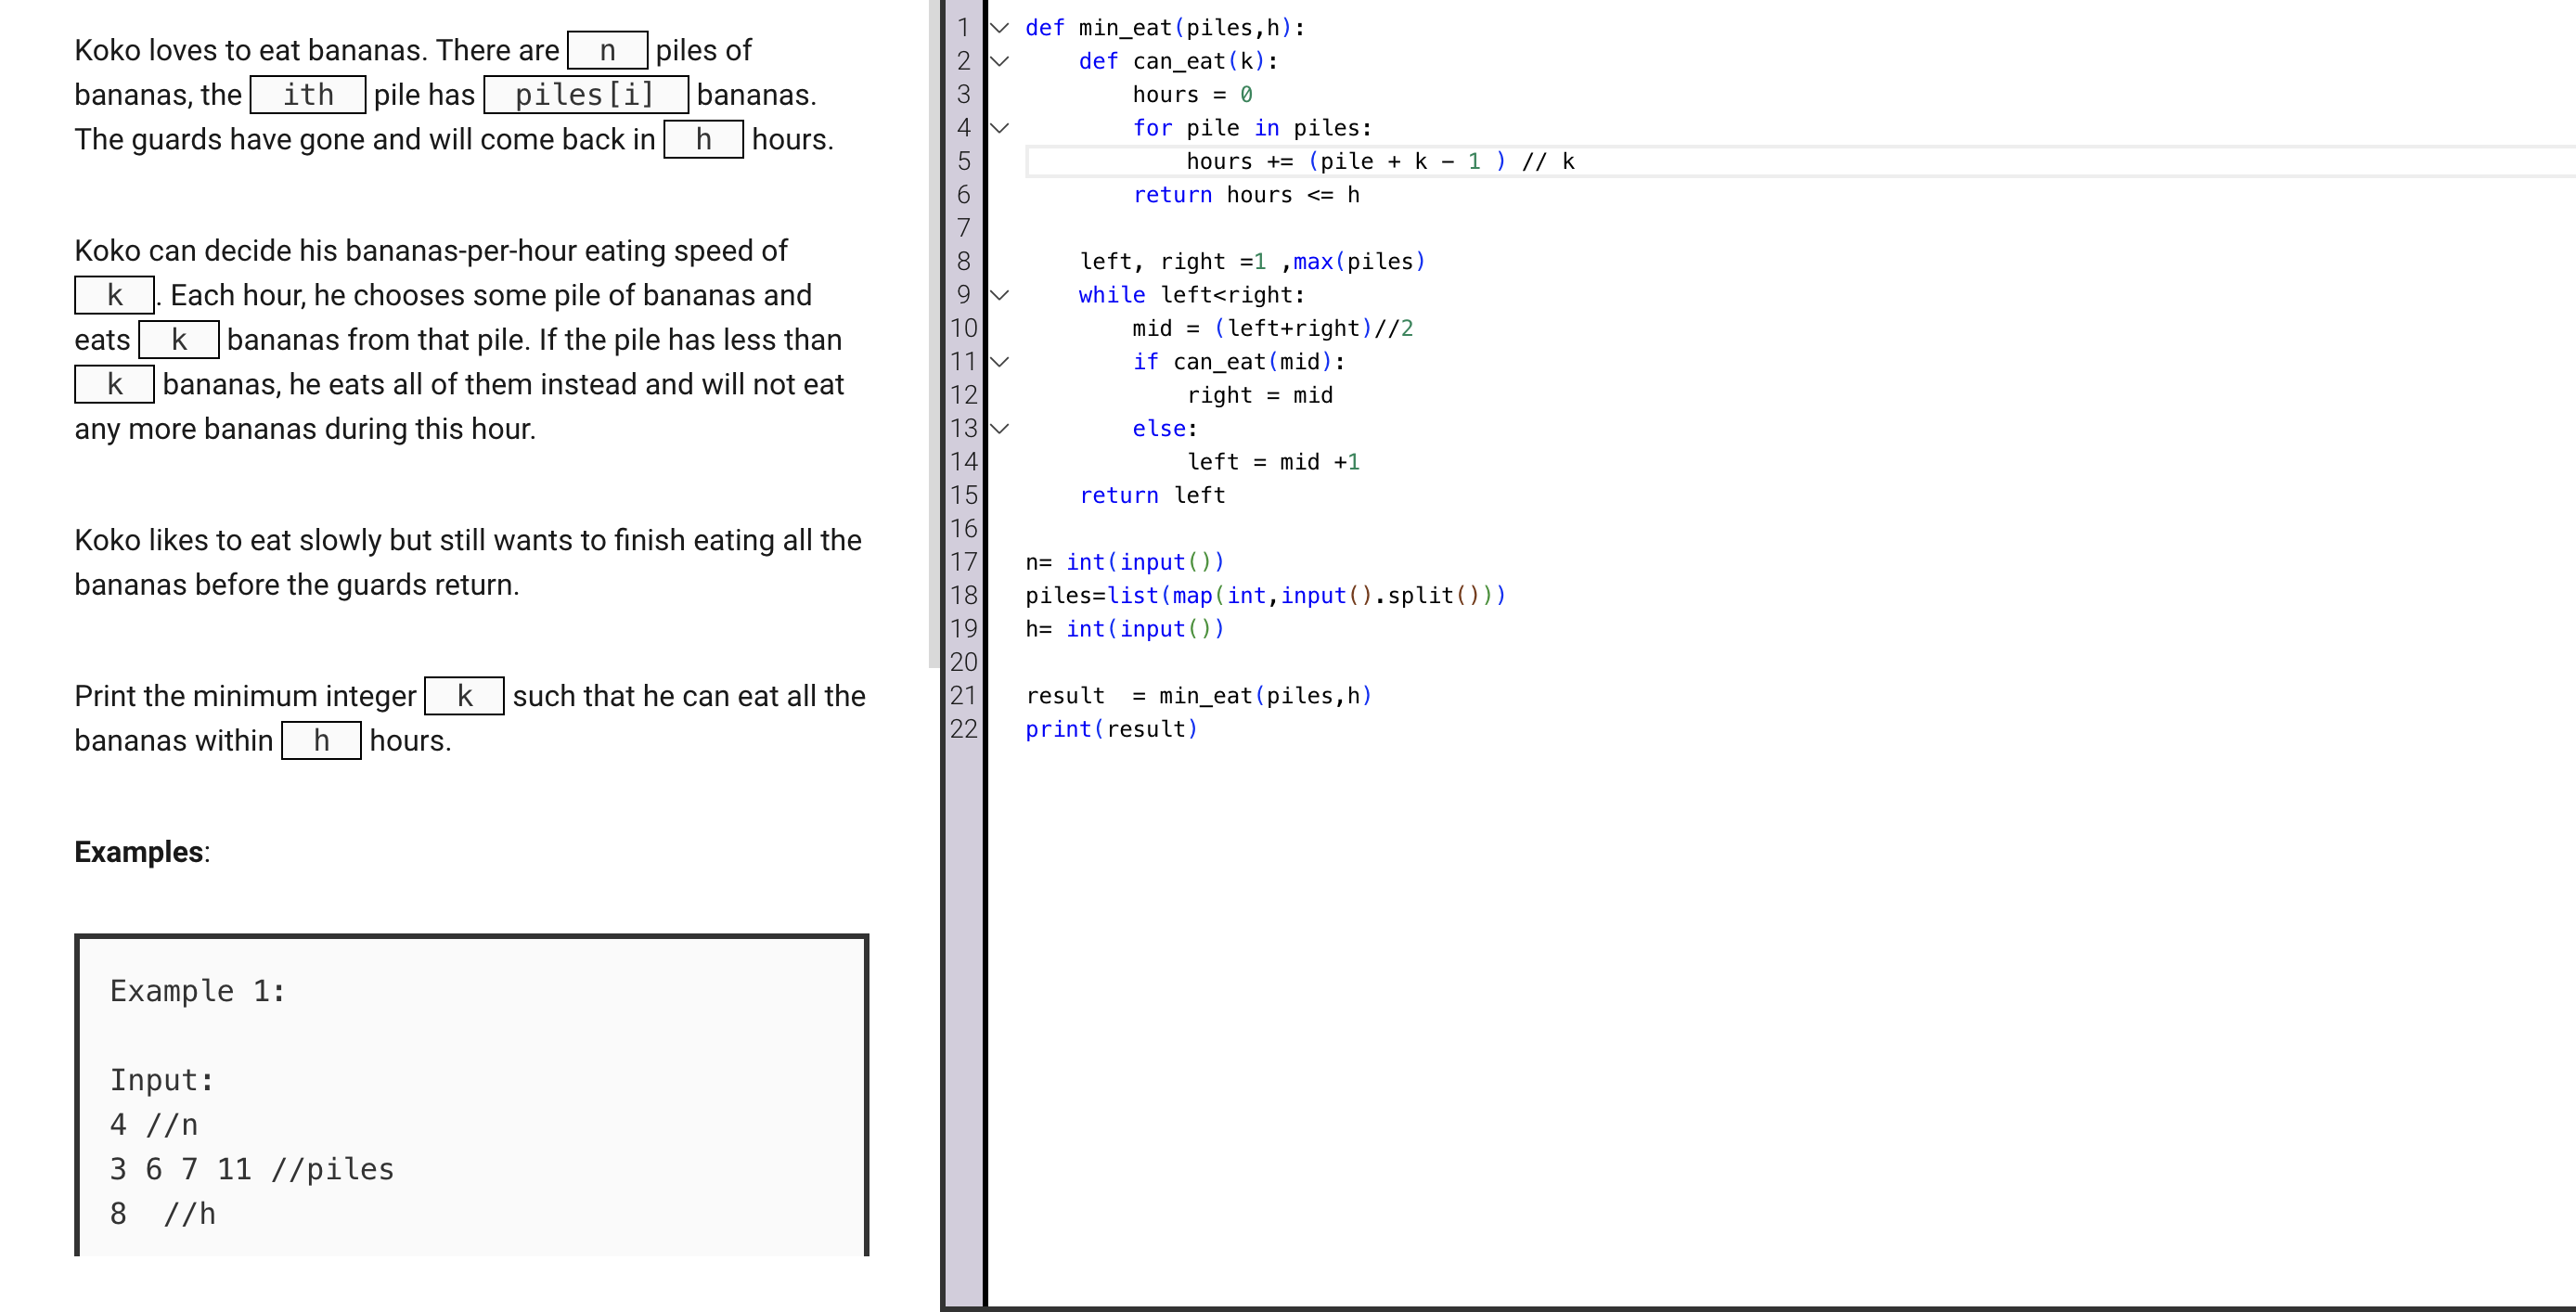 Koko loves to eat bananas. There are n piles of
bananas, the ith pile has piles[i] bananas.
The guards have gone and will come back in h hours.
Koko can decide his bananas-per-hour eating speed of
k . Each hour, he chooses some pile of bananas and
eats k bananas from that pile. If the pile has less than
k bananas, he eats all of them instead and will not eat
any more bananas during this hour.
Koko likes to eat slowly but still wants to finish eating all the
bananas before the guards return.
Print the minimum integer k such that he can eat all the
bananas within h hours.
Examples:
Example 1:
Input:
4 //n
3 6 7 11 //piles
8  //h
1 def min_eat(piles,h):
2     def can_eat(k):
3         hours = 0
4         for pile in piles:
5             hours += (pile + k - 1 ) // k
6         return hours <= h
7
8     left, right =1 ,max(piles)
9     while left<right:
10         mid = (left+right)//2
11         if can_eat(mid):
12             right = mid
13         else:
14             left = mid +1
15     return left
16
17 n= int(input())
18 piles=list(map(int,input().split()))
19 h= int(input())
20
21 result  = min_eat(piles,h)
22 print(result)